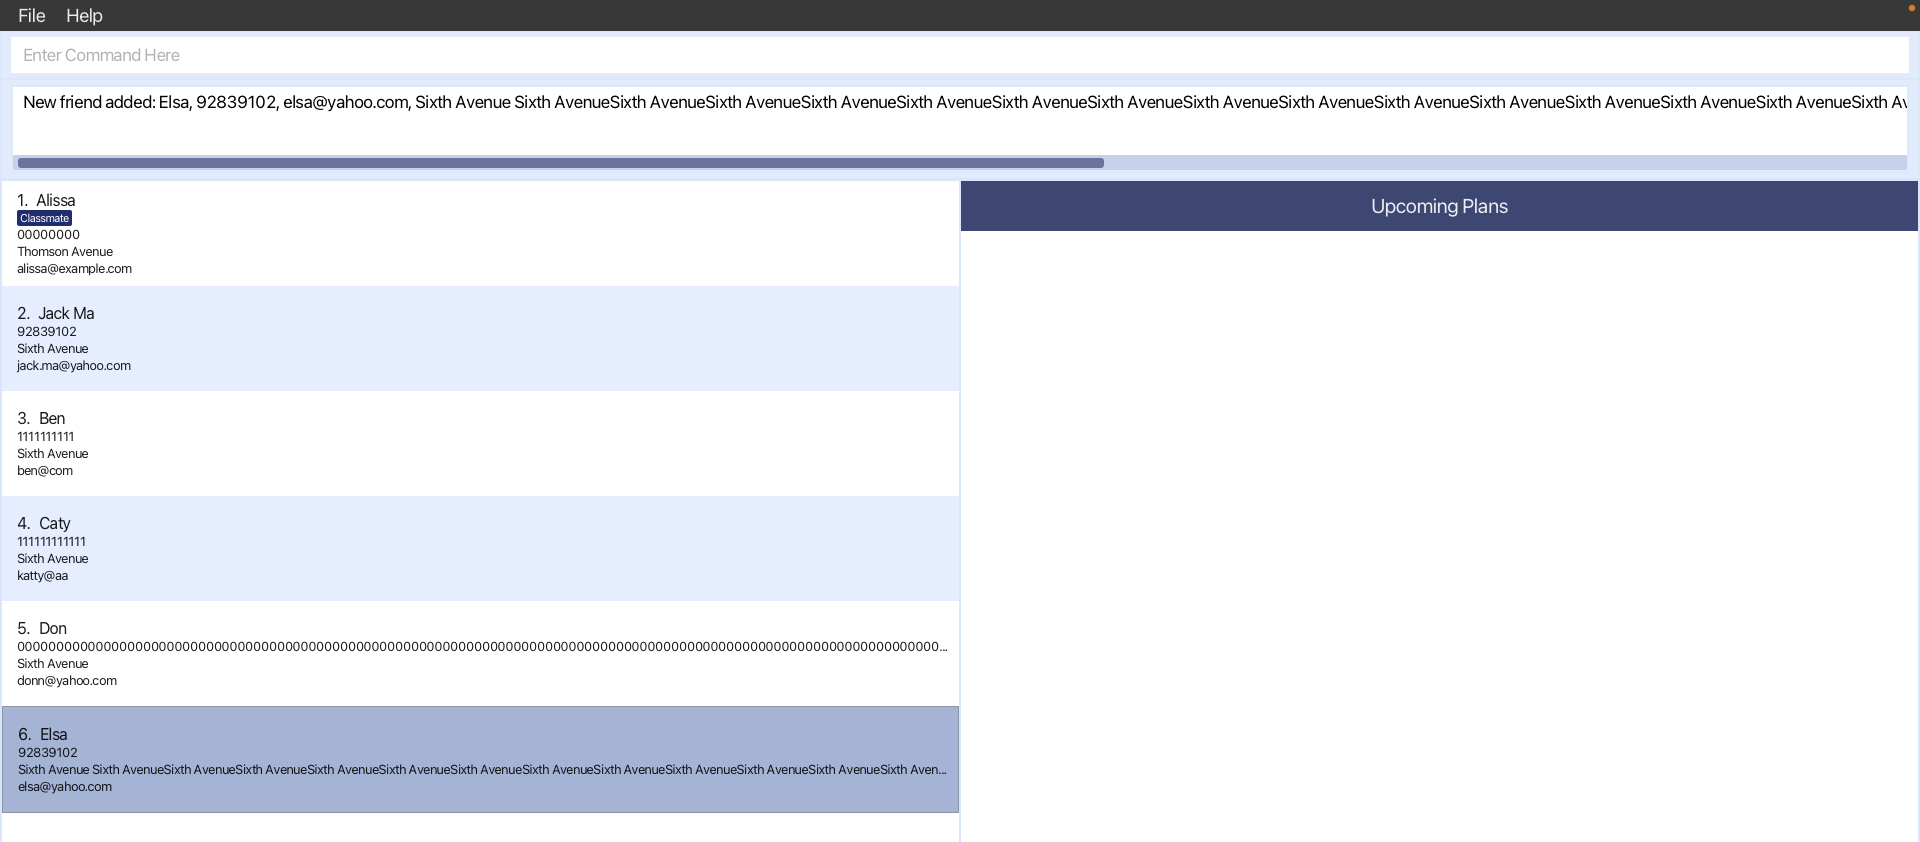 File Help
Enter Command Here
New friend added: Elsa, 92839102, elsa@yahoo.com, Sixth Avenue Sixth AvenueSixth AvenueSixth AvenueSixth AvenueSixth AvenueSixth AvenueSixth AvenueSixth AvenueSixth AvenueSixth AvenueSixth AvenueSixth AvenueSixth AvenueSixth AvenueSixth Av
1. Alissa
Classmate
00000000
Thomson Avenue
alissa@example.com
2. Jack Ma
92839102
Sixth Avenue
jack.ma@yahoo.com
3. Ben
1111111111
Sixth Avenue
ben@com
4. Caty
111111111111
Sixth Avenue
katty@aa
5. Don
000000000000000000000000000000000000000000000000000000000000000000000000000000000000000000000000000000000000000000000...
Sixth Avenue
donn@yahoo.com
6. Elsa
92839102
Sixth Avenue Sixth AvenueSixth AvenueSixth AvenueSixth AvenueSixth AvenueSixth AvenueSixth AvenueSixth AvenueSixth AvenueSixth AvenueSixth AvenueSixth Aven...
elsa@yahoo.com
Upcoming Plans